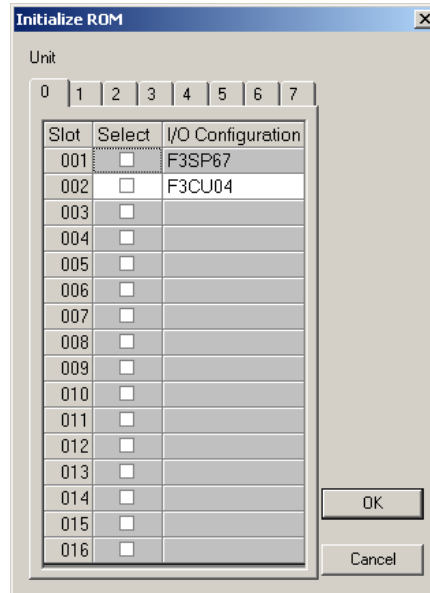 Initialize ROM
Unit
0 1 2 3 4 5 6 7
Slot Select I/O Configuration
001 F3SP67
002 F3CU04
003
004
005
006
007
008
009
010
011
012
013
014
015
016
OK
Cancel